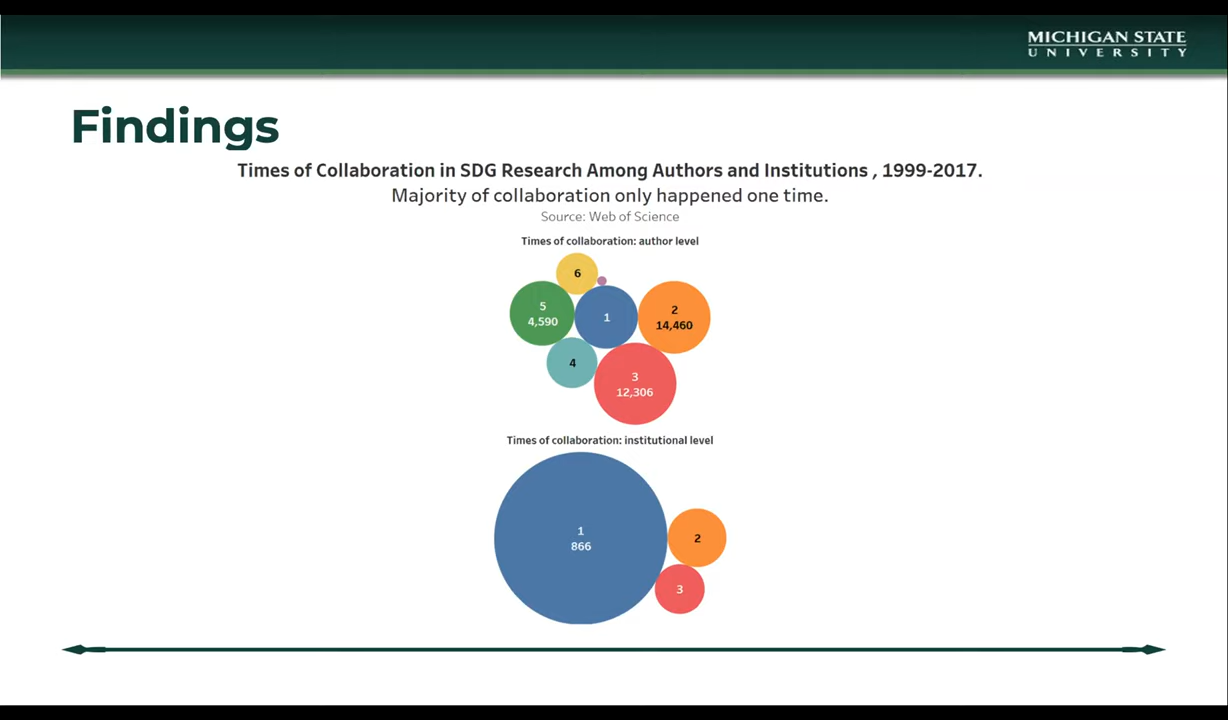 MICHIGAN STATE
UNIVERSITY
Findings
Times of Collaboration in SDG Research Among Authors and Institutions , 1999-2017.
Majority of collaboration only happened one time.
Source: Web of Science
Times of collaboration: author level
6
5
4,590
1
2
14,460
4
3
12,306
Times of collaboration: institutional level
1
866
2
3